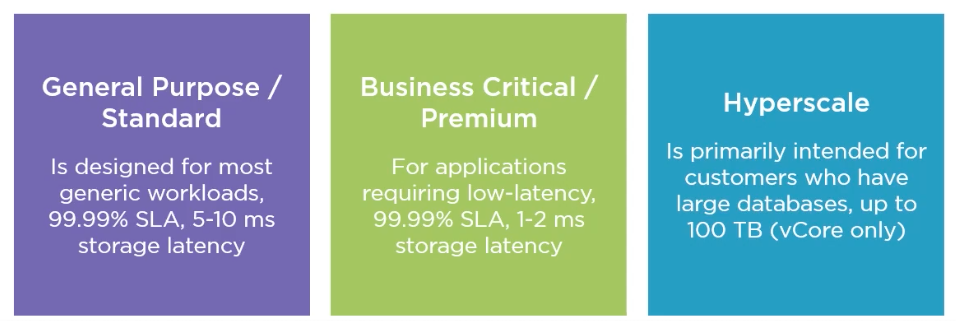 General Purpose /
Standard
Is designed for most
generic workloads,
99.99% SLA, 5-10 ms
storage latency
Business Critical /
Premium
For applications
requiring low-latency,
99.99% SLA, 1-2 ms
storage latency
Hyperscale
Is primarily intended for
customers who have
large databases, up to
100 TB (vCore only)